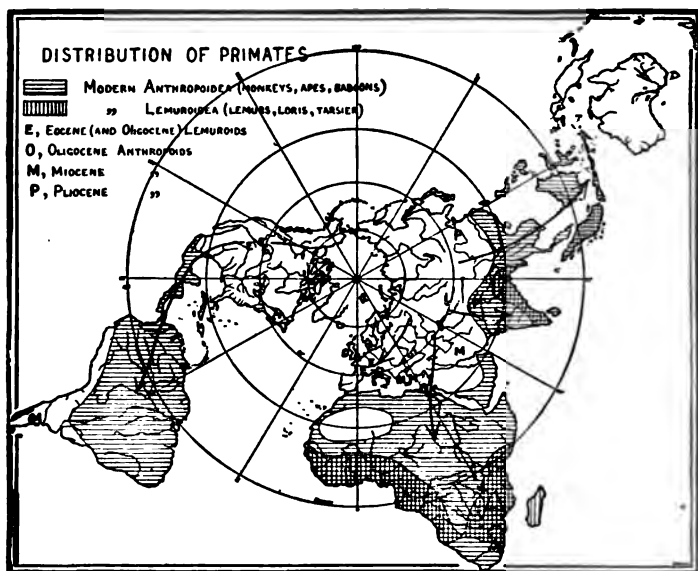 DISTRIBUTION OF PRIMATES
MODERN ANTHROPOIDEA (MONKEYS, APES, BABOONS)
„ LEMUROIDEA (LEMURS, LORIS, TARSIER)
E, EOCENE (AND OLIGOCENE) LEMUROIDS
O, OLIGOCENE ANTHROPOIDS
M, MIOCENE „
P, PLIOCENE „
E
M